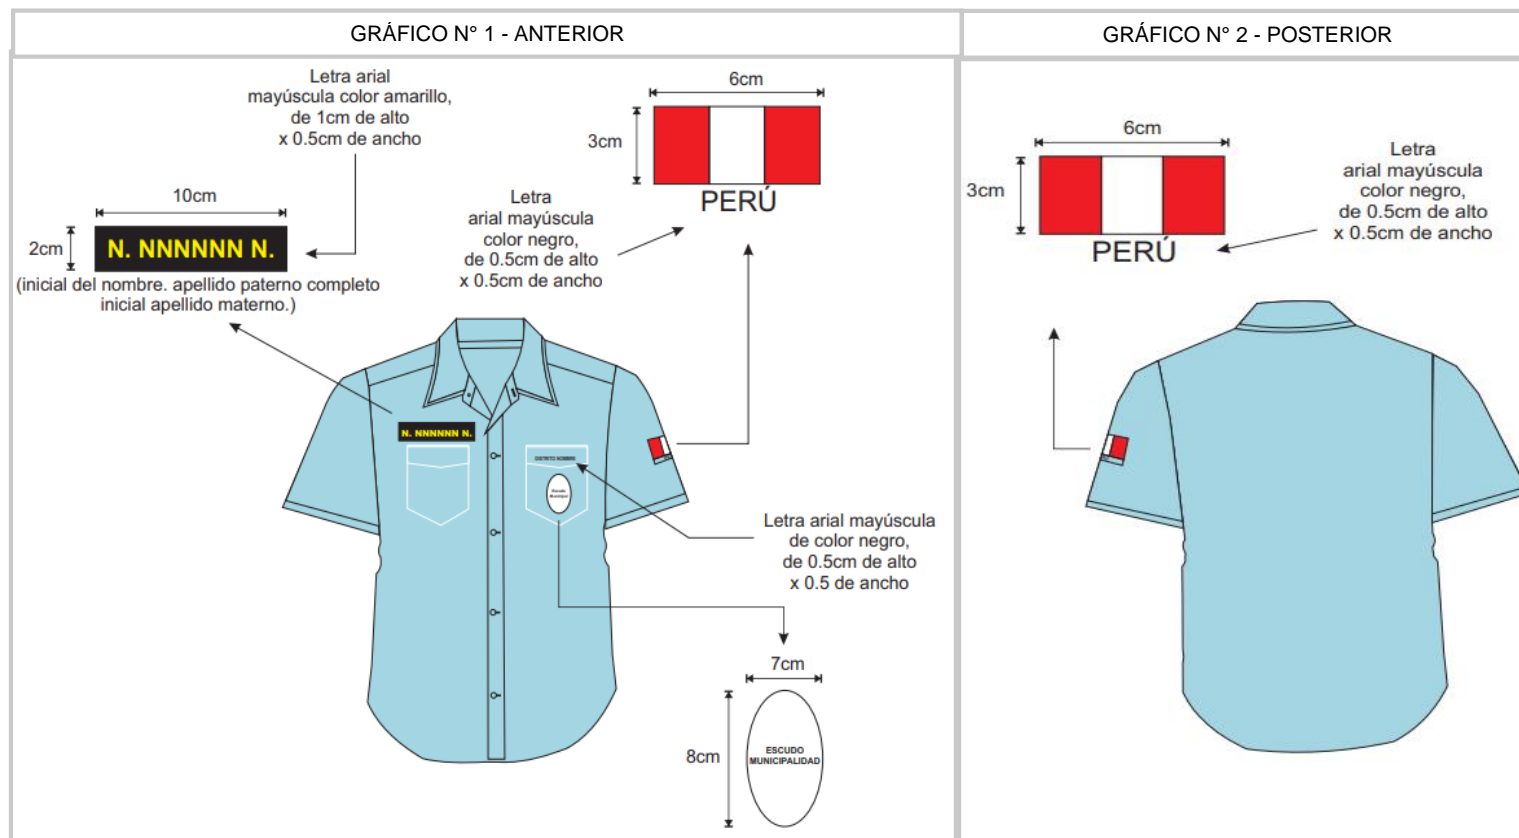 GRÁFICO N° 1 - ANTERIOR
GRÁFICO N° 2 - POSTERIOR
Letra arial
mayúscula color amarillo,
de 1cm de alto
x 0.5cm de ancho
10cm
2cm
N. NNNNNN N.
(inicial del nombre. apellido paterno completo
inicial apellido materno.)
6cm
3cm
PERÚ
Letra
arial mayúscula
color negro,
de 0.5cm de alto
x 0.5cm de ancho
N. NNNNNN N.
DISTRITO NOMBRE
Escudo
Municipal
Letra arial mayúscula
de color negro,
de 0.5cm de alto
x 0.5 de ancho
7cm
8cm
ESCUDO
MUNICIPALIDAD
6cm
3cm
PERÚ
Letra
arial mayúscula
color negro,
de 0.5cm de alto
x 0.5cm de ancho